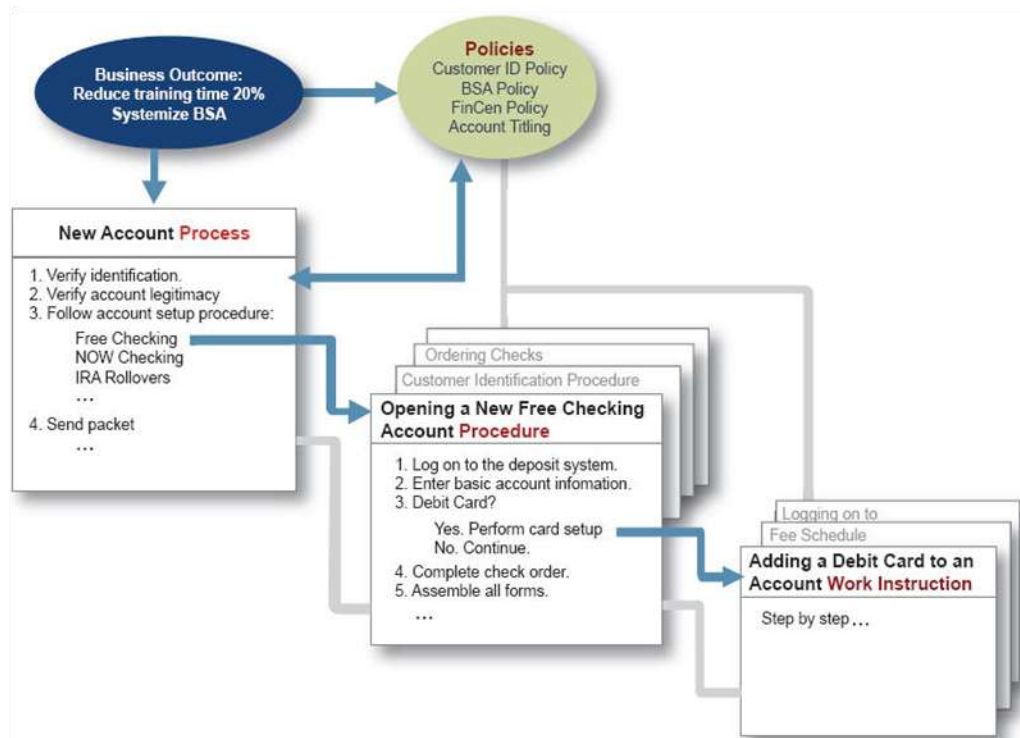 Business Outcome:
Reduce training time 20%
Systemize BSA
Policies
Customer ID Policy
BSA Policy
FinCen Policy
Account Titling
New Account Process
1. Verify identification.
2. Verify account legitimacy
3. Follow account setup procedure:
Free Checking
NOW Checking
IRA Rollovers
...
4. Send packet
...
Ordering Checks
Customer Identification Procedure
Opening a New Free Checking
Account Procedure
1. Log on to the deposit system.
2. Enter basic account infomation.
3. Debit Card?
Yes. Perform card setup
No. Continue.
4. Complete check order.
5. Assemble all forms.
...
Logging on to
Fee Schedule
Adding a Debit Card to an
Account Work Instruction
Step by step ...